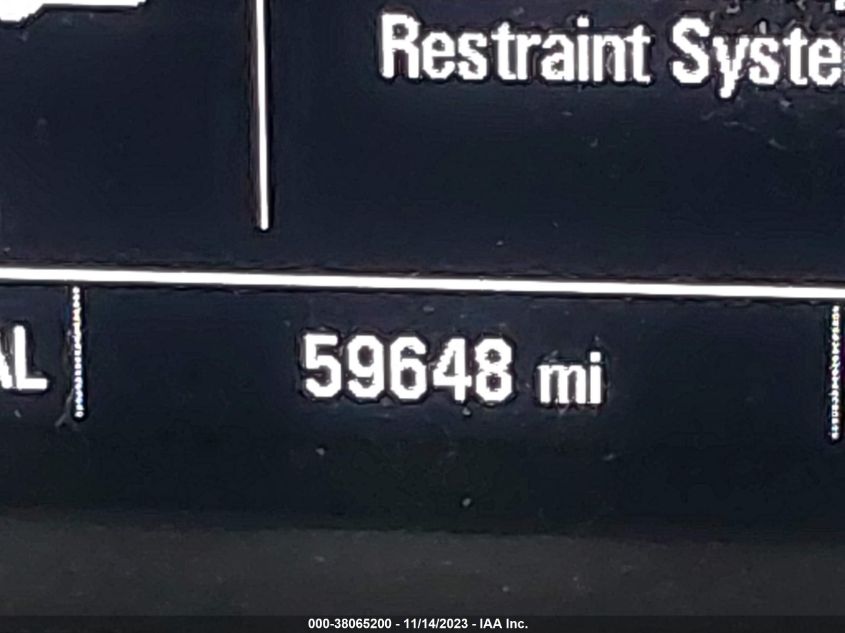 Restraint Syste
AL
59648 mi
000-38065200 - 11/14/2023 - IAA Inc.